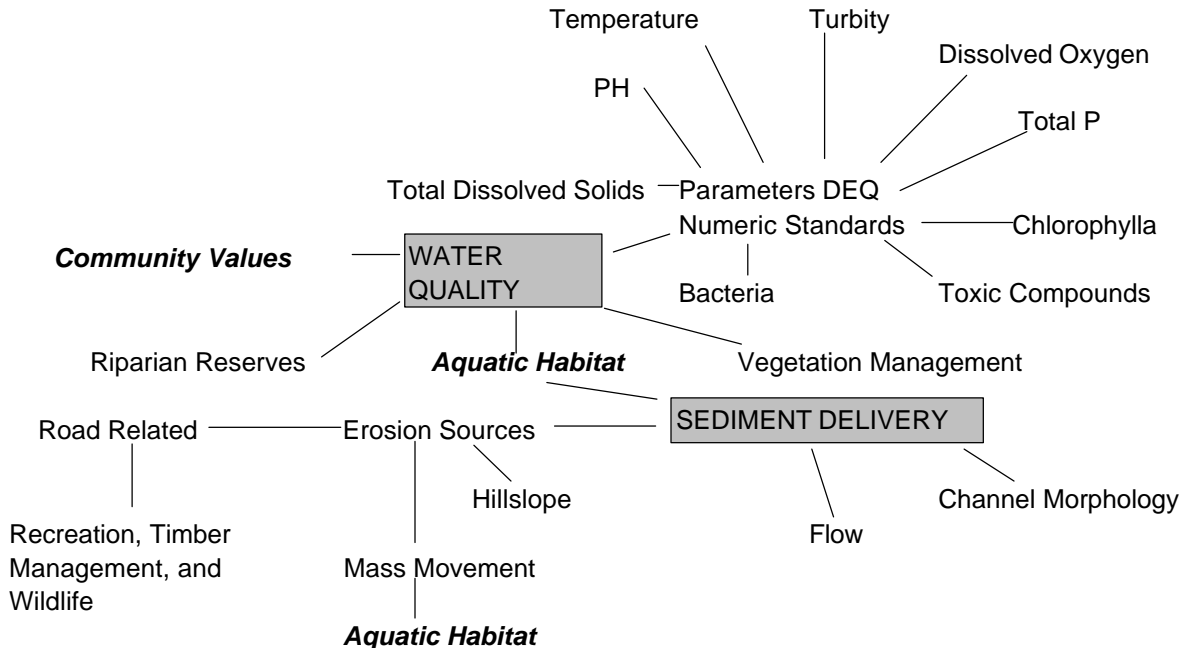 Temperature
Turbity
Dissolved Oxygen
PH
Total P
Total Dissolved Solids
Parameters DEQ
Numeric Standards
Chlorophylla
Community Values
WATER
QUALITY
Bacteria
Toxic Compounds
Riparian Reserves
Aquatic Habitat
Vegetation Management
Road Related
Erosion Sources
SEDIMENT DELIVERY
Hillslope
Channel Morphology
Recreation, Timber
Management, and
Wildlife
Flow
Mass Movement
Aquatic Habitat